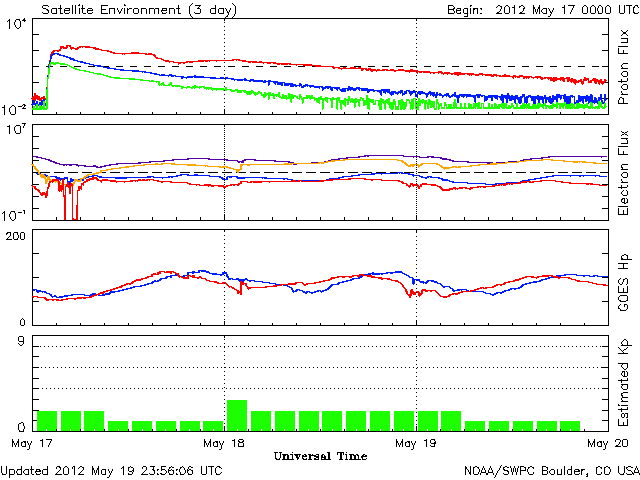 Satellite Environment (3 day)
Begin: 2012 May 17 0000 UTC
10^4
10^-2
Proton Flux
10^7
10^-1
Electron Flux
200
0
GOES Hp
9
0
Estimated Kp
May 17 May 18 May 19 May 20
Universal Time
Updated 2012 May 19 23:56:06 UTC
NOAA/SWPC Boulder, CO USA